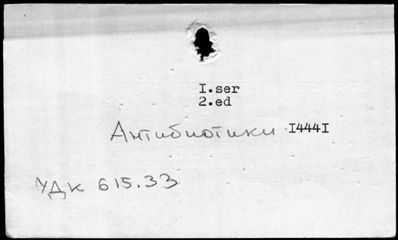 I.ser
2.ed
Антибиотики I444I
УДК 615.33